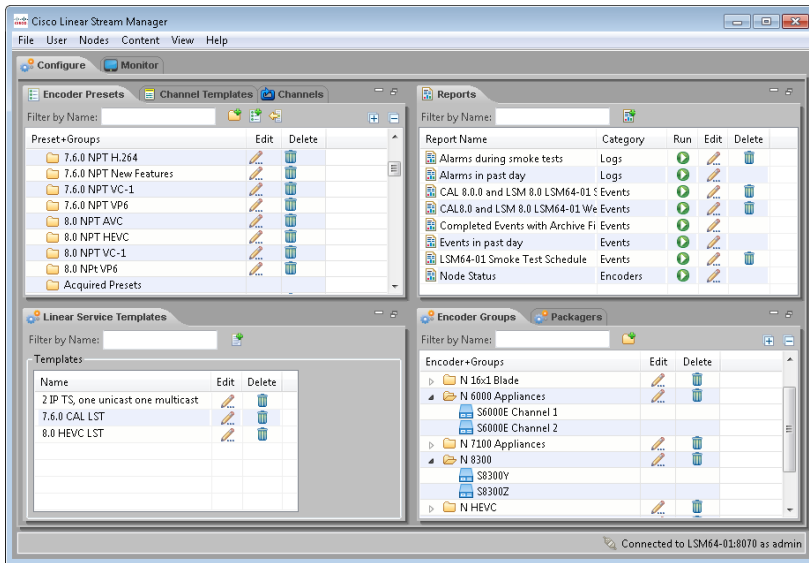 Cisco Linear Stream Manager
File User Nodes Content View Help
Configure Monitor
Encoder Presets Channel Templates Channels
Filter by Name:
Preset+Groups Edit Delete
7.6.0 NPT H.264
7.6.0 NPT New Features
7.6.0 NPT VC-1
7.6.0 NPT VP6
8.0 NPT AVC
8.0 NPT HEVC
8.0 NPT VC-1
8.0 NPt VP6
Acquired Presets
Reports
Filter by Name:
Report Name Category Run Edit Delete
Alarms during smoke tests Logs
Alarms in past day Logs
CAL 8.0.0 and LSM 8.0 LSM64-01 S Events
CAL8.0 and LSM 8.0 LSM64-01 We Events
Completed Events with Archive Fi Events
Events in past day Events
LSM64-01 Smoke Test Schedule Events
Node Status Encoders
Linear Service Templates
Filter by Name:
Templates
Name Edit Delete
2 IP TS, one unicast one multicast
7.6.0 CAL LST
8.0 HEVC LST
Encoder Groups Packagers
Filter by Name:
Encoder+Groups Edit Delete
N 16x1 Blade
N 6000 Appliances
S6000E Channel 1
S6000E Channel 2
N 7100 Appliances
N 8300
S8300Y
S8300Z
N HEVC
Connected to LSM64-01:8070 as admin